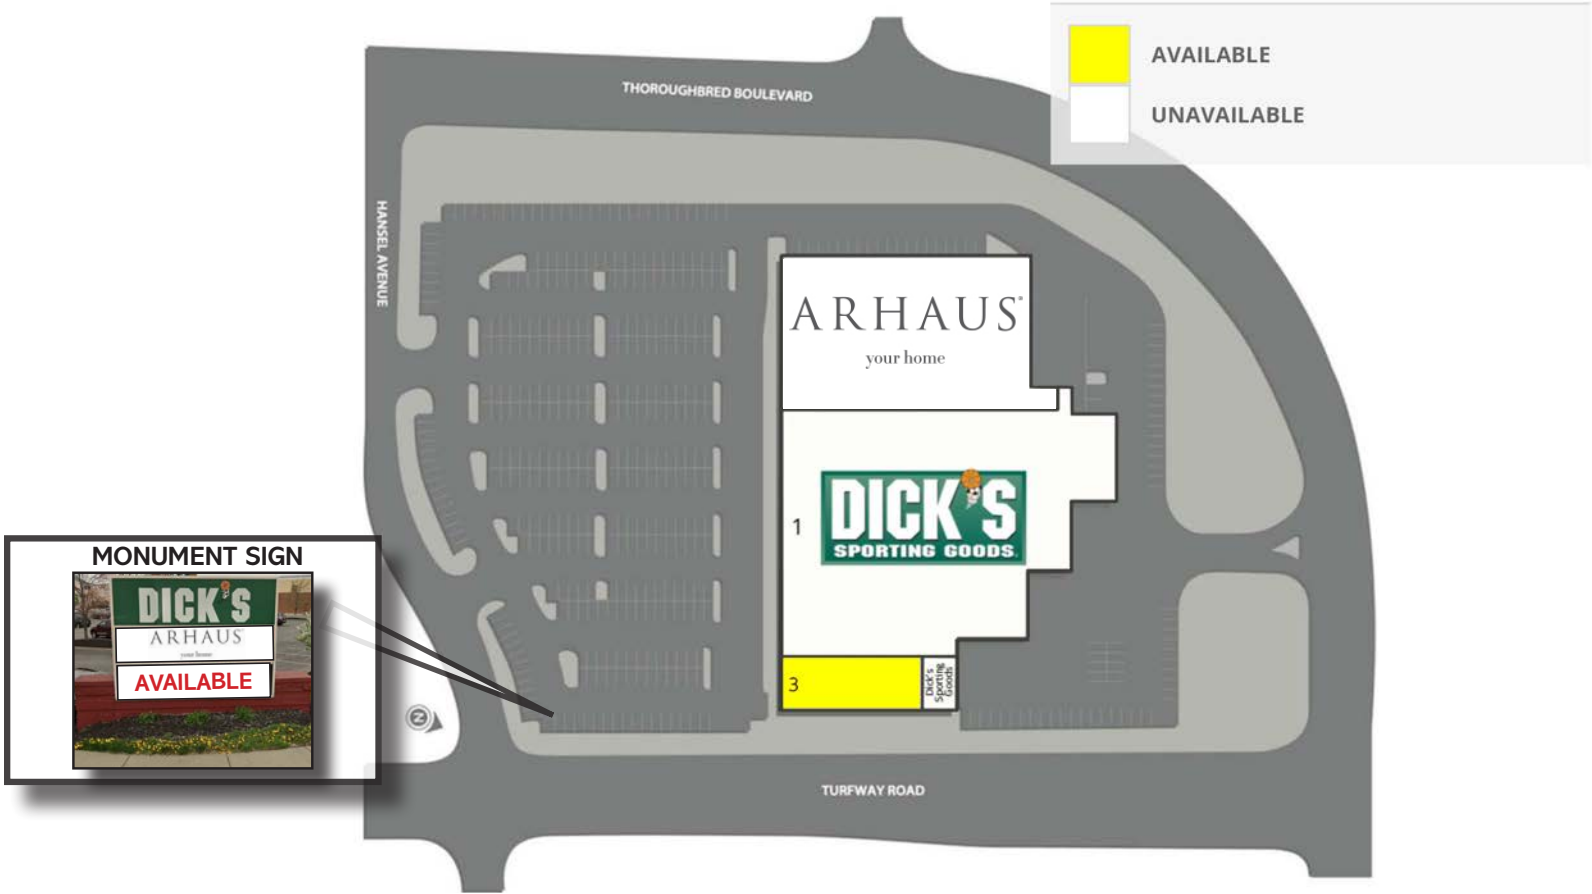 AVAILABLE
UNAVAILABLE
THOROUGHBRED BOULEVARD
HANSEL AVENUE
ARHAUS®
your home
1
DICK'S
SPORTING GOODS
3
Dick's
Sporting
Goods
MONUMENT SIGN
DICK'S
ARHAUS
your home
AVAILABLE
N
TURFWAY ROAD